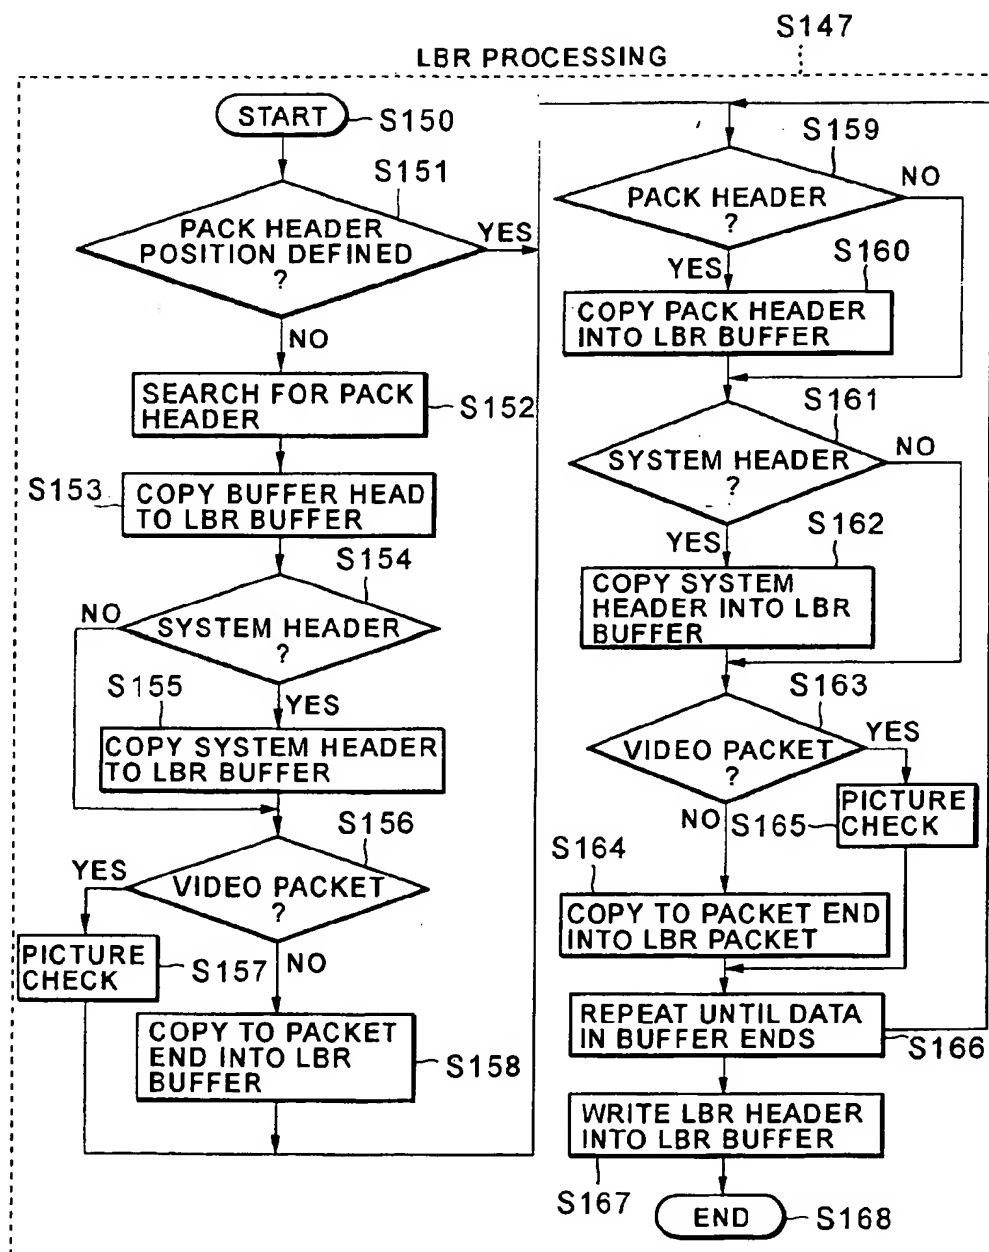 S147
LBR PROCESSING
START
S150
S151
PACK HEADER
POSITION DEFINED
?
YES
NO
SEARCH FOR PACK
HEADER
S152
S153
COPY BUFFER HEAD
TO LBR BUFFER
S154
NO
SYSTEM HEADER
?
S155
YES
COPY SYSTEM HEADER
TO LBR BUFFER
S156
YES
VIDEO PACKET
?
PICTURE
CHECK
S157
NO
COPY TO PACKET
END INTO LBR
BUFFER
S158
S159
PACK HEADER
?
NO
YES
S160
COPY PACK HEADER
INTO LBR BUFFER
S161
SYSTEM HEADER
?
NO
YES
S162
COPY SYSTEM
HEADER INTO LBR
BUFFER
S163
VIDEO PACKET
?
YES
NO
S165
PICTURE
CHECK
S164
COPY TO PACKET END
INTO LBR PACKET
REPEAT UNTIL DATA
IN BUFFER ENDS
S166
WRITE LBR HEADER
INTO LBR BUFFER
S167
END
S168